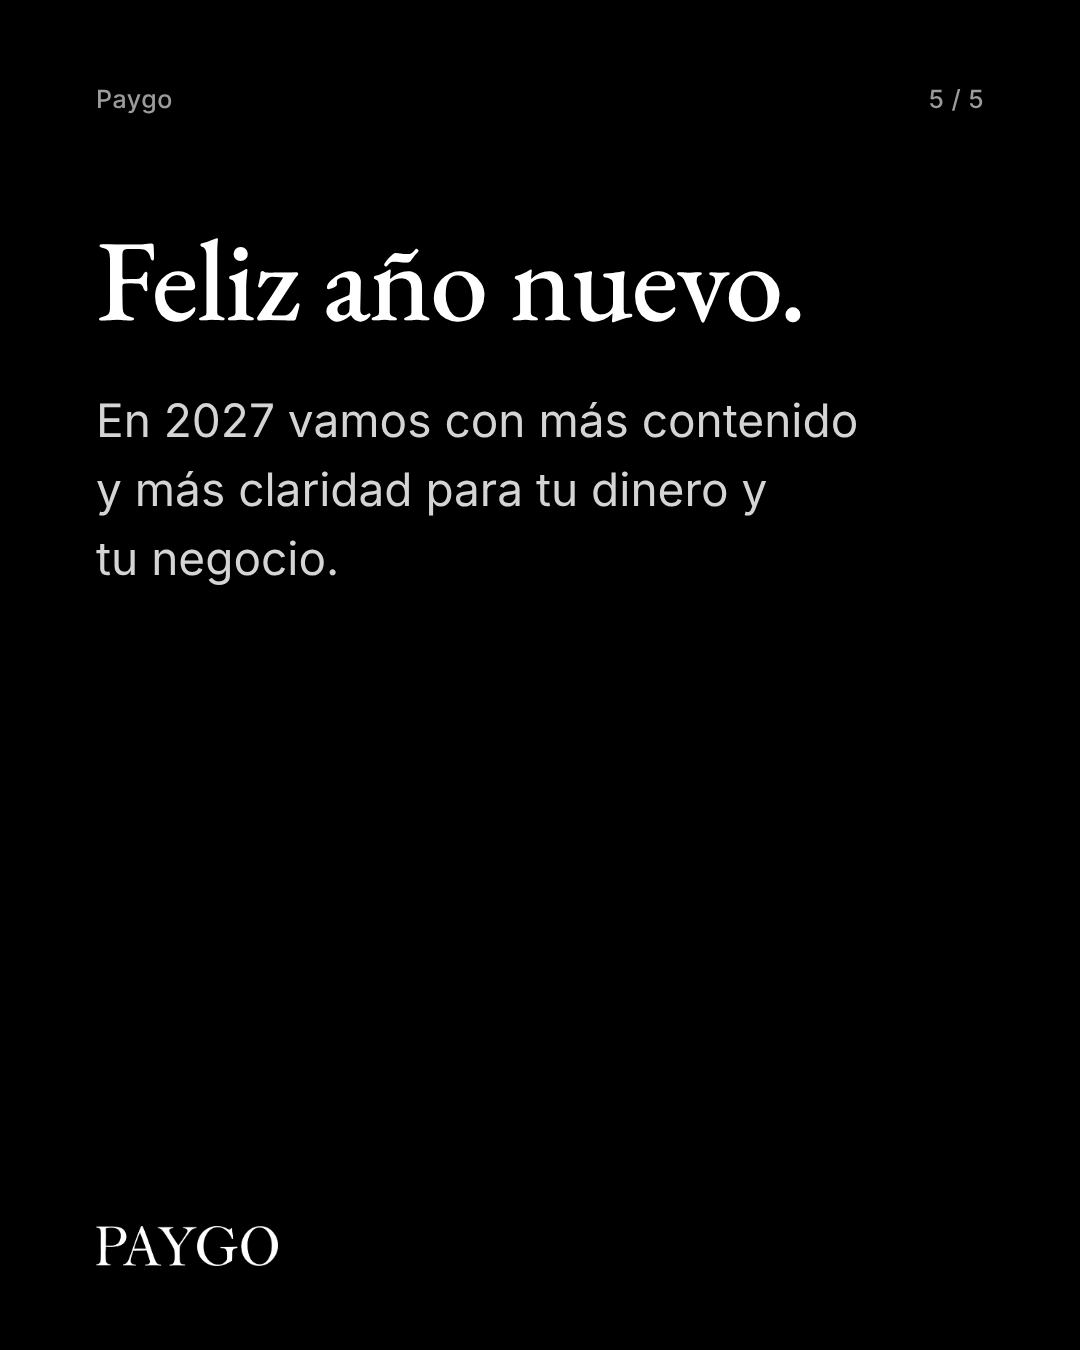 Paygo
5 / 5
Feliz año nuevo.
En 2027 vamos con más contenido
y más claridad para tu dinero y
tu negocio.
PAYGO